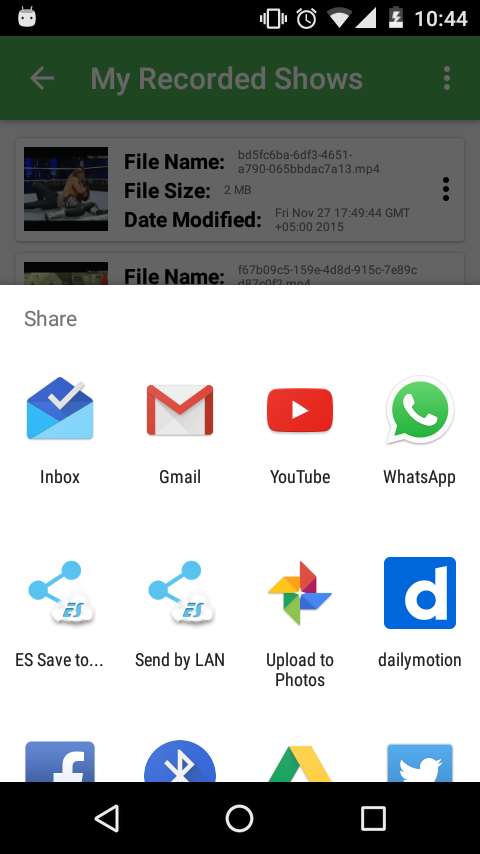 10:44
My Recorded Shows
File Name: bd5fc6ba-6df3-4651-
a790-065bbdac7a13.mp4
File Size: 2 MB
Date Modified: Fri Nov 27 17:49:44 GMT
+05:00 2015
File Name: f67b09c5-159e-4d8d-915c-7e89c
d87c0f2.mp4
Share
Inbox Gmail YouTube WhatsApp
ES ES d
ES Save to... Send by LAN Upload to dailymotion
Photos